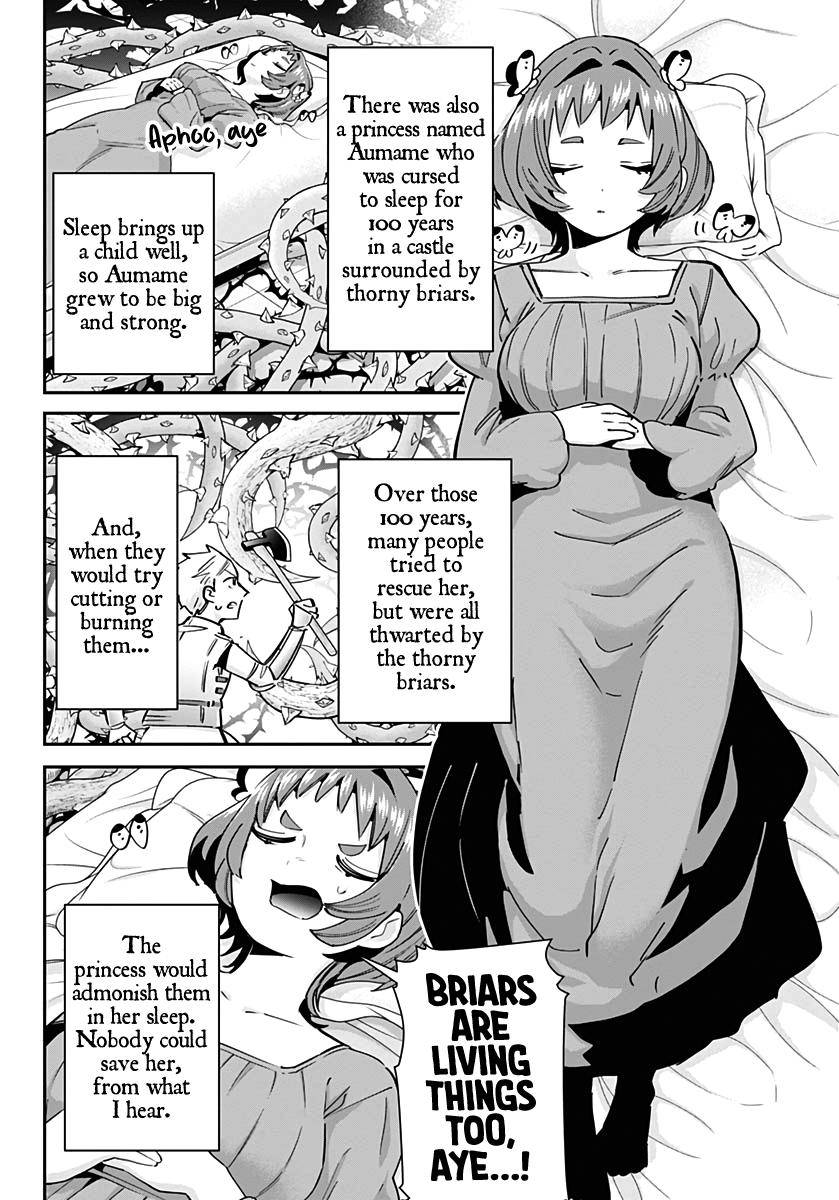 There was also
a princess named
Aumame who
was cursed
to sleep for
100 years
in a castle
surrounded by
thorny briars.
Aphoo, aye
Sleep brings up
a child well,
so Aumame
grew to be big
and strong.
Over those
100 years,
many people
tried to
rescue her,
but were all
thwarted by
the thorny
briars.
And,
when they
would try
cutting or
burning
them...
BRIARS
ARE
LIVING
THINGS
TOO,
AYE...!
The
princess would
admonish them
in her sleep.
Nobody could
save her,
from what
I hear.